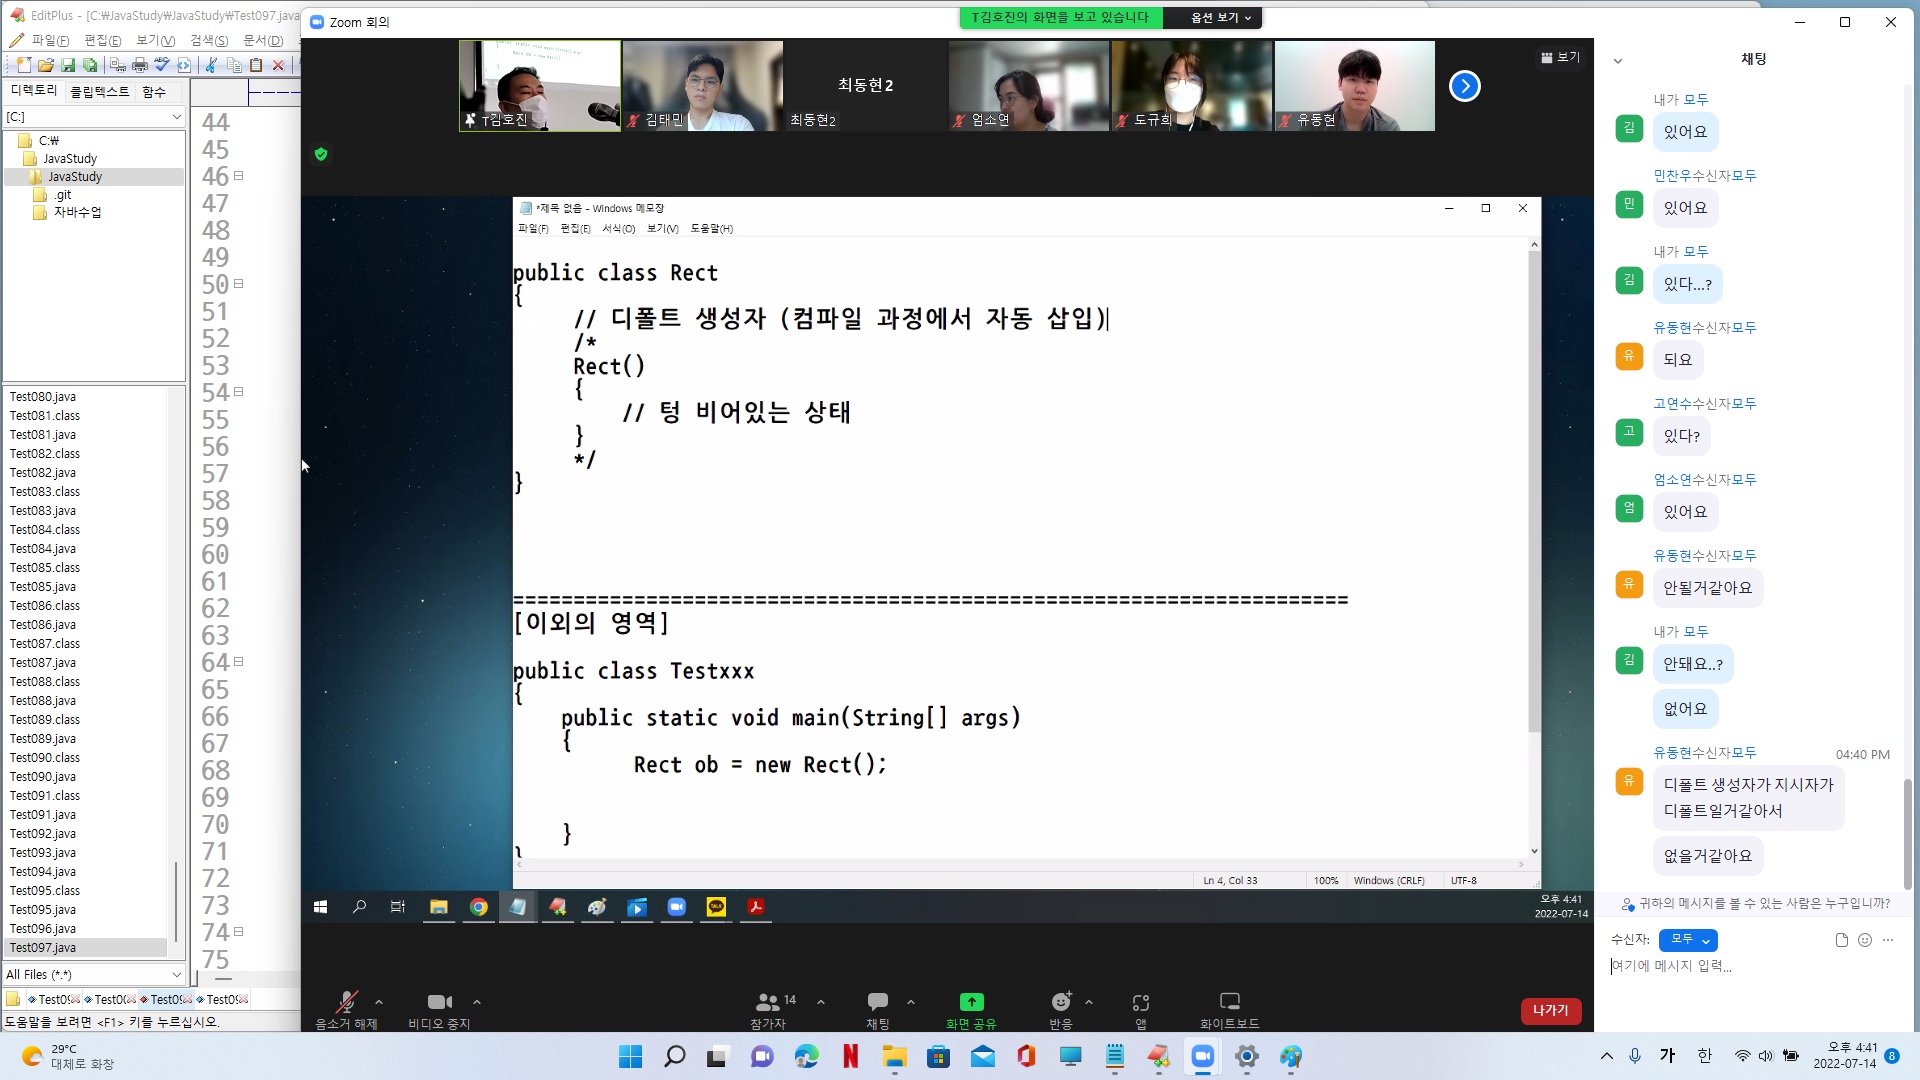 EditPlus - [C:₩JavaStudy₩JavaStudy₩Test097.java
파일(F) 편집(E) 보기(V) 검색(S) 문서(D)
디렉토리 클립텍스트 함수
[C:]
C:₩
JavaStudy
JavaStudy
.git
자바수업
Test080.java
Test081.class
Test081.java
Test082.class
Test082.java
Test083.class
Test083.java
Test084.class
Test084.java
Test085.class
Test085.java
Test086.class
Test086.java
Test087.class
Test087.java
Test088.class
Test088.java
Test089.class
Test089.java
Test090.class
Test090.java
Test091.class
Test091.java
Test092.java
Test093.java
Test094.java
Test095.class
Test095.java
Test096.java
Test097.java
All Files (*.*)
도움말을 보려면 <F1> 키를 누르십시오.
44
45
46
47
48
49
50
51
52
53
54
55
56
57
58
59
60
61
62
63
64
65
66
67
68
69
70
71
72
73
74
75
Zoom 회의
T김호진의 화면을 보고 있습니다 옵션 보기
보기
T김호진
김태민
최동현2
최동현2
엄소연
도규희
유동현
*제목 없음 - Windows 메모장
파일(F) 편집(E) 서식(O) 보기(V) 도움말(H)
public class Rect
{
// 디폴트 생성자 (컴파일 과정에서 자동 삽입)
/*
Rect()
{
// 텅 비어있는 상태
}
*/
}
=====================================================================
[이외의 영역]
public class Testxxx
{
public static void main(String[] args)
{
Rect ob = new Rect();
}
}
Ln 4, Col 33 100% Windows (CRLF) UTF-8
TALK
오후 4:41
2022-07-14
음소거 해제
비디오 중지
14
참가자
채팅
화면 공유
반응
앱
화이트보드
나가기
채팅
내가 모두
김
있어요
민찬우수신자모두
민
있어요
내가 모두
김
있다...?
유동현수신자모두
유
되요
고연수수신자모두
고
있다?
엄소연수신자모두
엄
있어요
유동현수신자모두
유
안될거같아요
내가 모두
김
안돼요..?
없어요
유동현수신자모두 04:40 PM
유
디폴트 생성자가 지시자가
디폴트일거같아서
없을거같아요
귀하의 메시지를 볼 수 있는 사람은 누구입니까?
수신자: 모두
여기에 메시지 입력...
29°C
대체로 화창
가 한
오후 4:41
2022-07-14
8